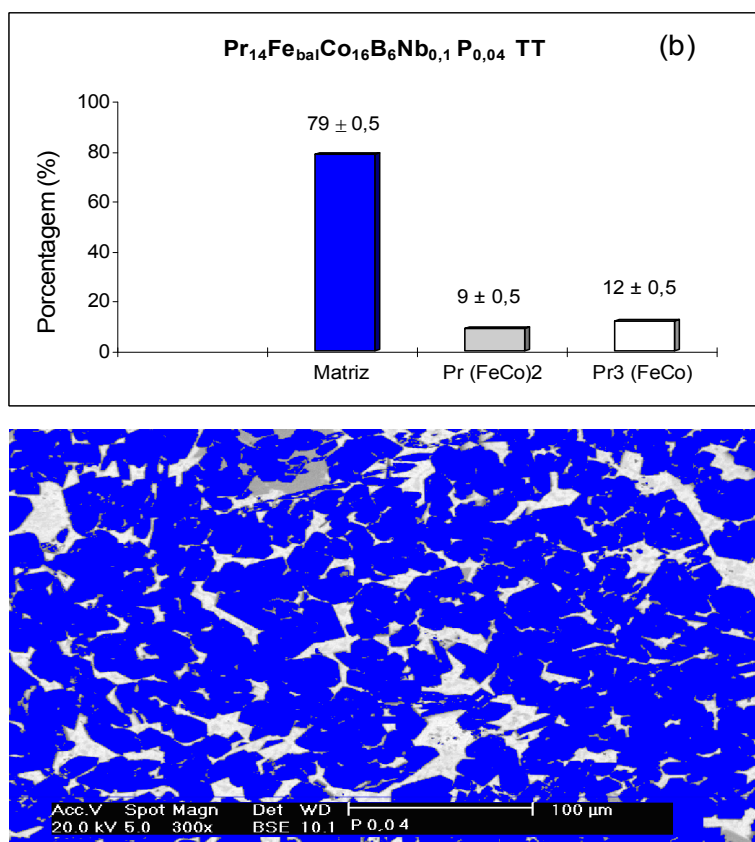 Pr14FebalCo16B6Nb0,1 P0,04 TT (b)
Porcentagem (%)
100
80
60
40
20
0
79 ± 0,5
9 ± 0,5
12 ± 0,5
Matriz Pr (FeCo)2 Pr3 (FeCo)
Acc.V Spot Magn Det WD 100 µm
20.0 kV 5.0 300x BSE 10.1 P 0.04